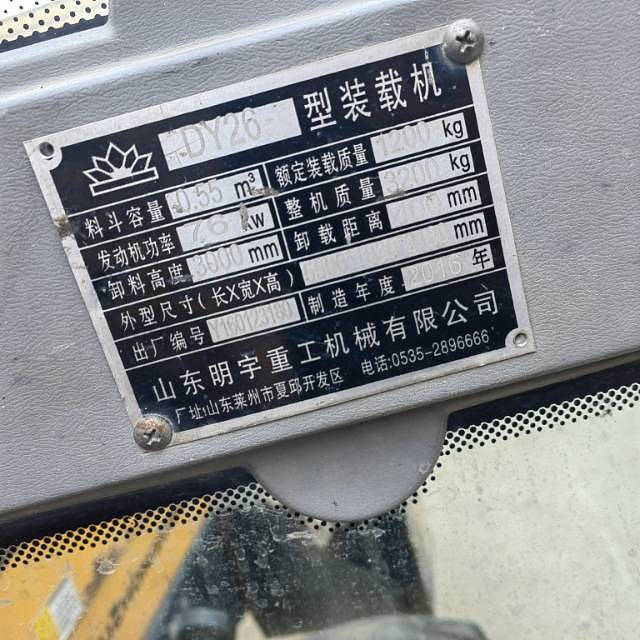 DY26 型装载机
料斗容量 0.55 m³ 额定装载质量 1200 kg
发动机功率 76 kw 整机质量 3200 kg
卸料高度 3000 mm 卸载距离 mm
外型尺寸(长X宽X高) mm
出厂编号 Y160123130 制造年度 2016 年
山东明宇重工机械有限公司
厂址:山东莱州市夏邱开发区 电话:0535-2896666